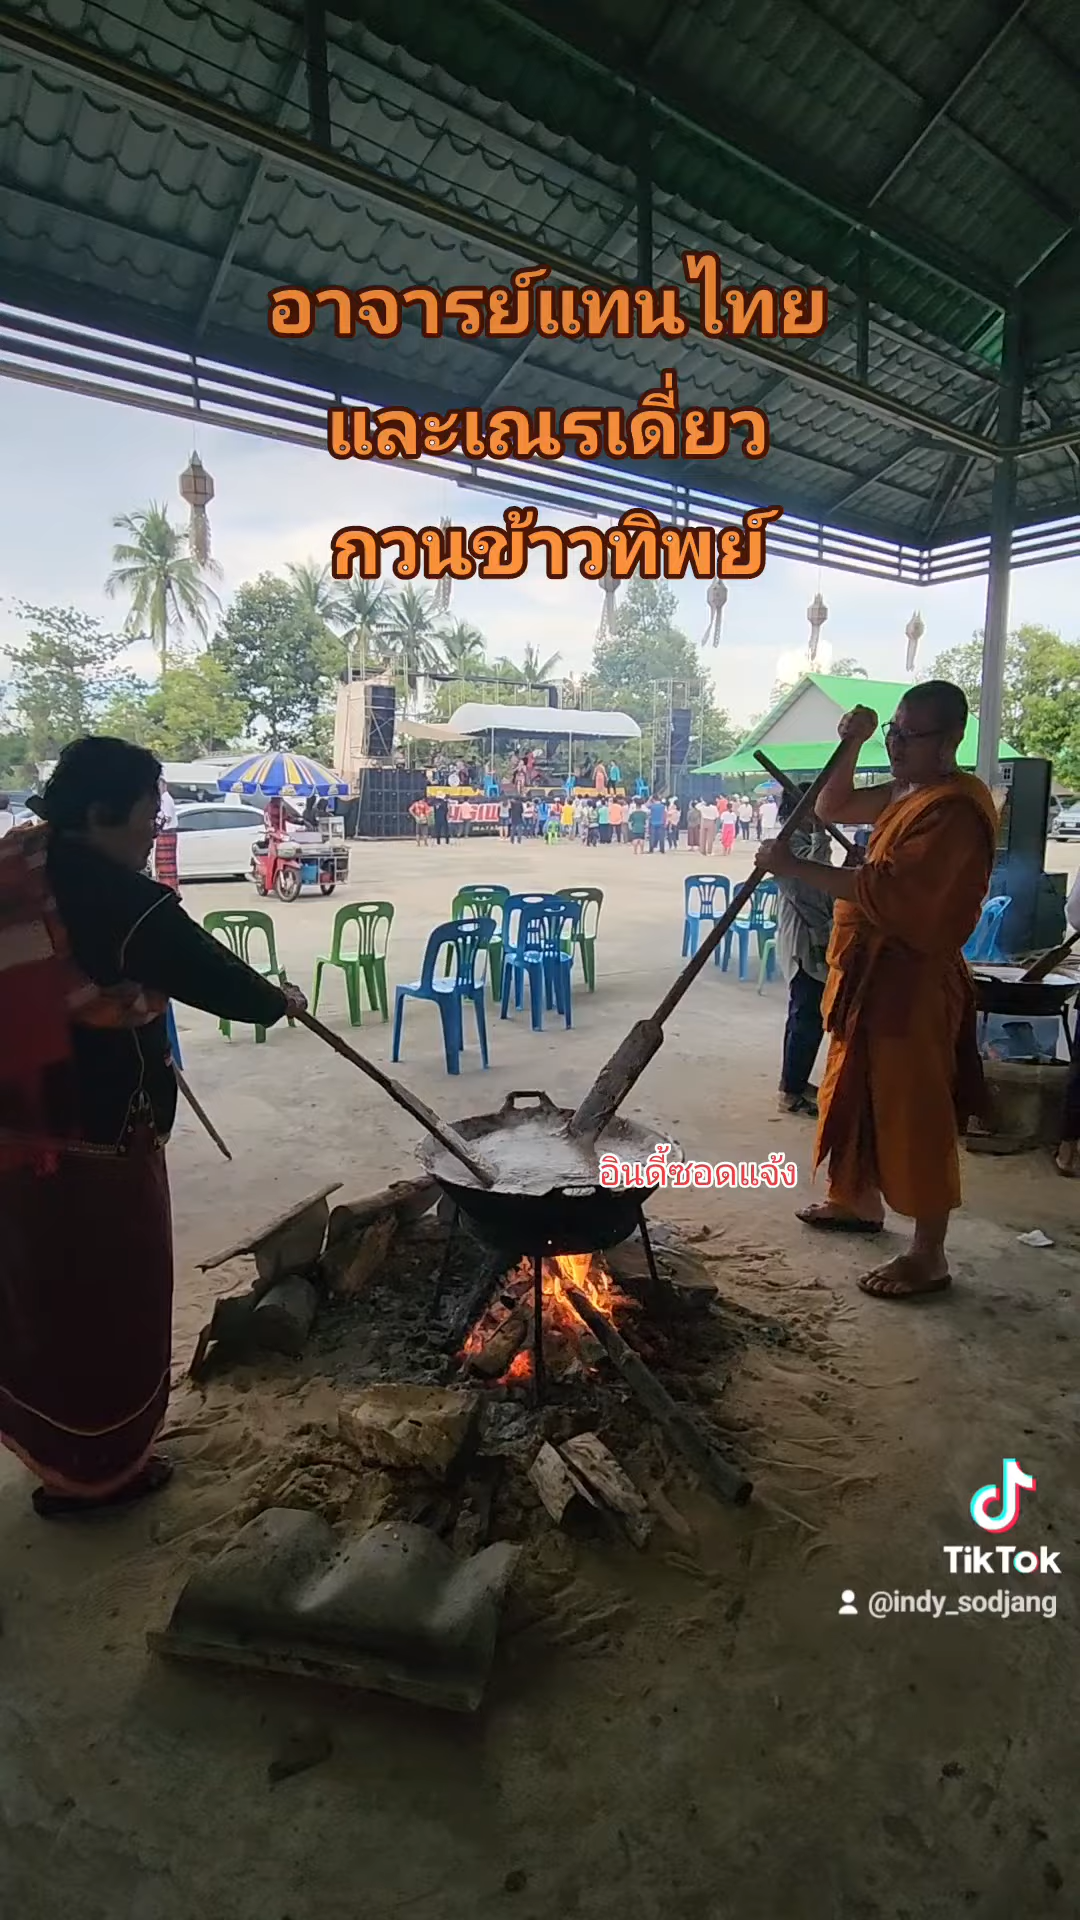 อาจารย์แทนไทย
และเณรเดี่ยว
กวนข้าวทิพย์
อินดี้ซอดแจ้ง
TikTok
@indy_sodjang